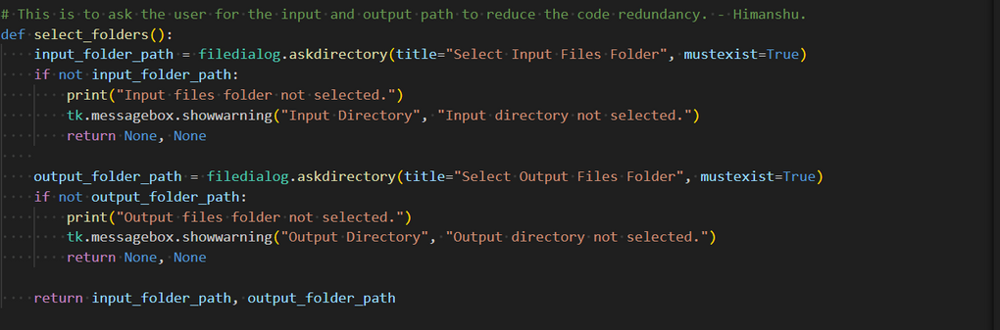 # This is to ask the user for the input and output path to reduce the code redundancy. - Himanshu.
def select_folders():
    input_folder_path = filedialog.askdirectory(title="Select Input Files Folder", mustexist=True)
    if not input_folder_path:
        print("Input files folder not selected.")
        tk.messagebox.showwarning("Input Directory", "Input directory not selected.")
        return None, None

    output_folder_path = filedialog.askdirectory(title="Select Output Files Folder", mustexist=True)
    if not output_folder_path:
        print("Output files folder not selected.")
        tk.messagebox.showwarning("Output Directory", "Output directory not selected.")
        return None, None

    return input_folder_path, output_folder_path